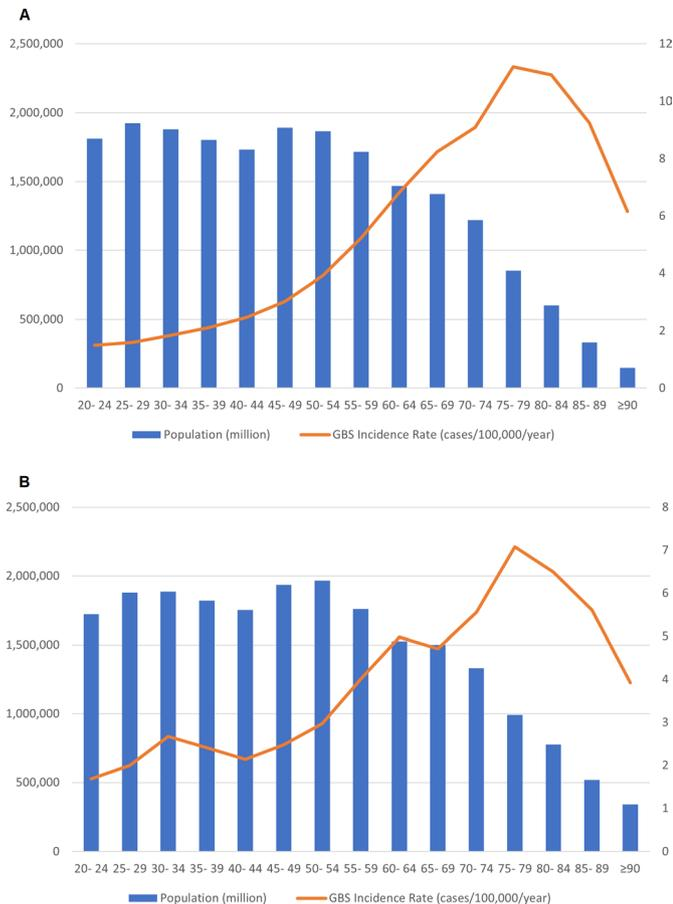 A
2,500,000 12
2,000,000 10
1,500,000 8
1,000,000 6
500,000 4
0 2
0
20- 24 25- 29 30- 34 35- 39 40- 44 45- 49 50- 54 55- 59 60- 64 65- 69 70- 74 75- 79 80- 84 85- 89 ≥90
Population (million) GBS Incidence Rate (cases/100,000/year)
B
2,500,000 8
2,000,000 7
1,500,000 6
1,000,000 5
500,000 4
0 3
2
1
0
20- 24 25- 29 30- 34 35- 39 40- 44 45- 49 50- 54 55- 59 60- 64 65- 69 70- 74 75- 79 80- 84 85- 89 ≥90
Population (million) GBS Incidence Rate (cases/100,000/year)